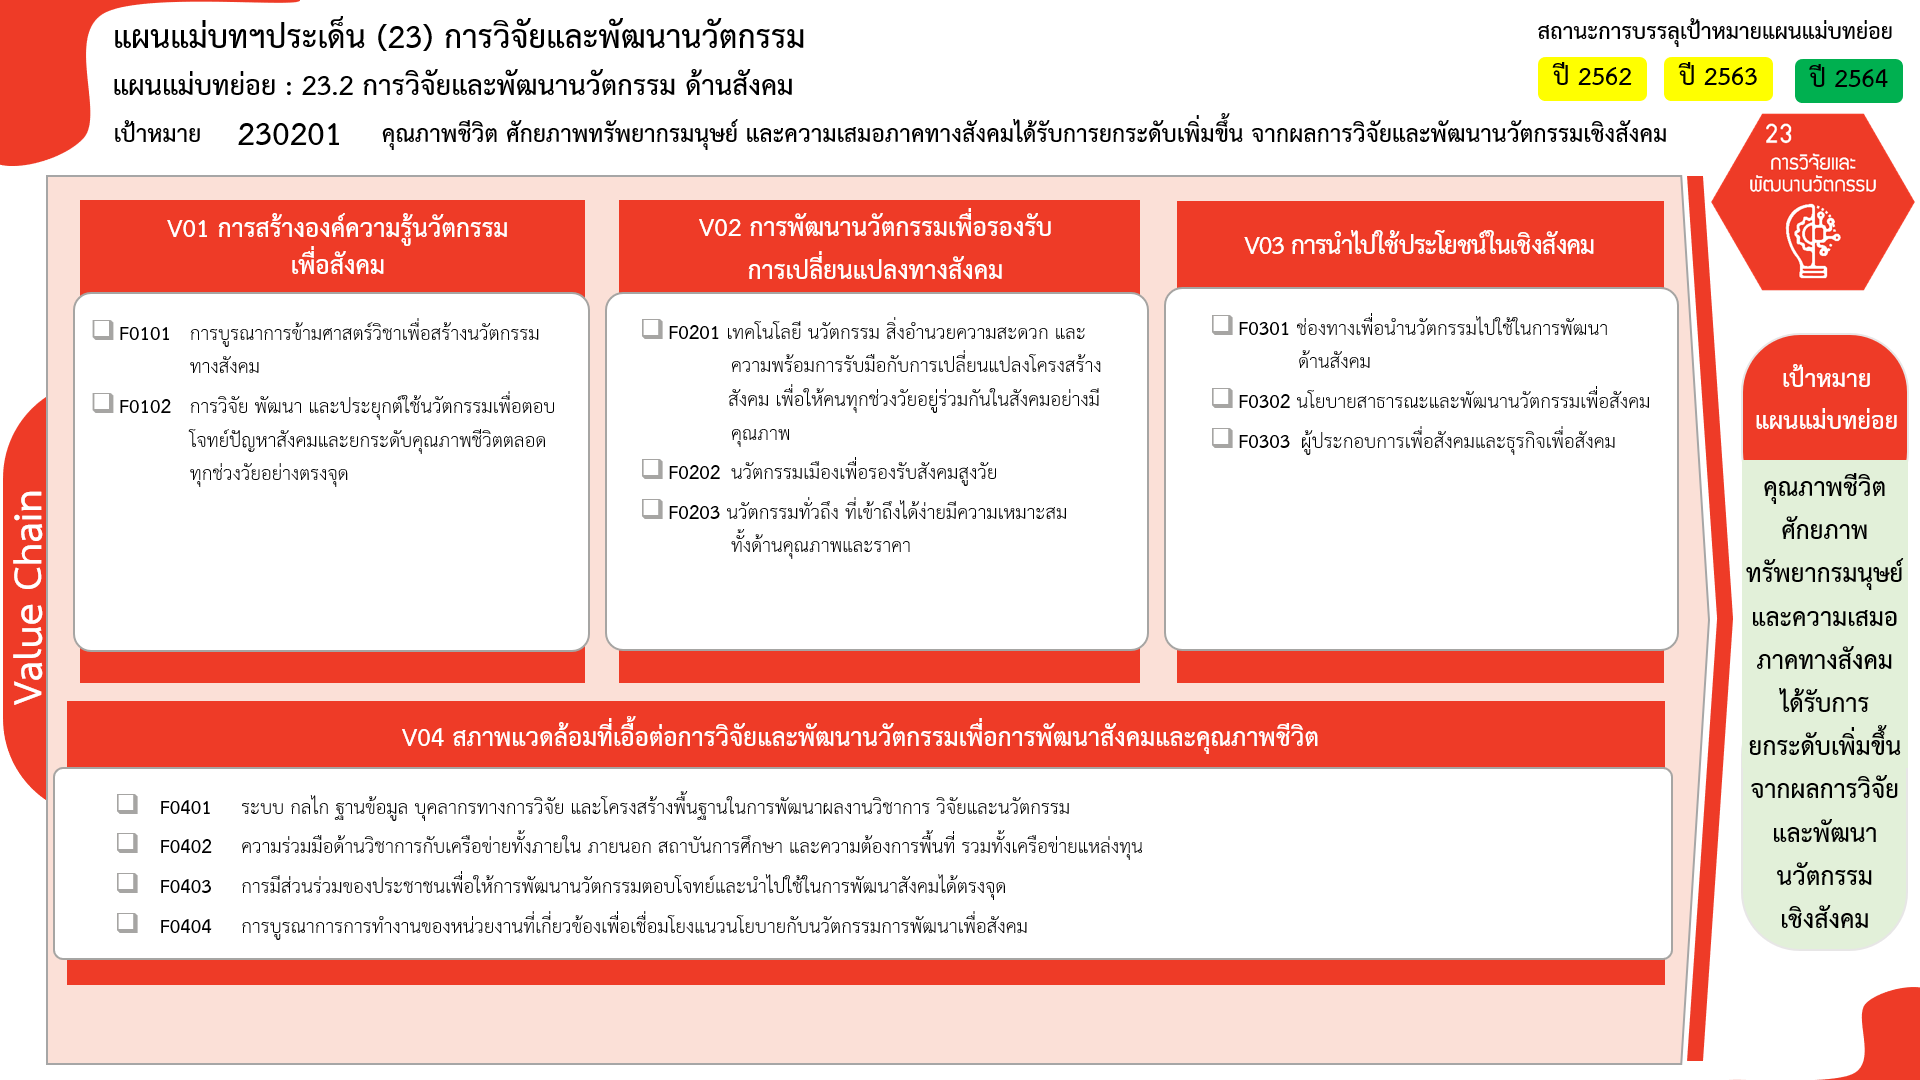 แผนแม่บทฯประเด็น (23) การวิจัยและพัฒนานวัตกรรม
แผนแม่บทย่อย : 23.2 การวิจัยและพัฒนานวัตกรรม ด้านสังคม
เป้าหมาย 230201 คุณภาพชีวิต ศักยภาพทรัพยากรมนุษย์ และความเสมอภาคทางสังคมได้รับการยกระดับเพิ่มขึ้น จากผลการวิจัยและพัฒนานวัตกรรมเชิงสังคม
สถานะการบรรลุเป้าหมายแผนแม่บทย่อย
ปี 2562 ปี 2563 ปี 2564
23
การวิจัยและ
พัฒนานวัตกรรม
Value Chain
V01 การสร้างองค์ความรู้นวัตกรรม
เพื่อสังคม
F0101 การบูรณาการข้ามศาสตร์วิชาเพื่อสร้างนวัตกรรม
ทางสังคม
F0102 การวิจัย พัฒนา และประยุกต์ใช้นวัตกรรมเพื่อตอบ
โจทย์ปัญหาสังคมและยกระดับคุณภาพชีวิตตลอด
ทุกช่วงวัยอย่างตรงจุด
V02 การพัฒนานวัตกรรมเพื่อรองรับ
การเปลี่ยนแปลงทางสังคม
F0201 เทคโนโลยี นวัตกรรม สิ่งอำนวยความสะดวก และ
ความพร้อมการรับมือกับการเปลี่ยนแปลงโครงสร้าง
สังคม เพื่อให้คนทุกช่วงวัยอยู่ร่วมกันในสังคมอย่างมี
คุณภาพ
F0202 นวัตกรรมเมืองเพื่อรองรับสังคมสูงวัย
F0203 นวัตกรรมทั่วถึง ที่เข้าถึงได้ง่ายมีความเหมาะสม
ทั้งด้านคุณภาพและราคา
V03 การนำไปใช้ประโยชน์ในเชิงสังคม
F0301 ช่องทางเพื่อนำนวัตกรรมไปใช้ในการพัฒนา
ด้านสังคม
F0302 นโยบายสาธารณะและพัฒนานวัตกรรมเพื่อสังคม
F0303 ผู้ประกอบการเพื่อสังคมและธุรกิจเพื่อสังคม
V04 สภาพแวดล้อมที่เอื้อต่อการวิจัยและพัฒนานวัตกรรมเพื่อการพัฒนาสังคมและคุณภาพชีวิต
F0401 ระบบ กลไก ฐานข้อมูล บุคลากรทางการวิจัย และโครงสร้างพื้นฐานในการพัฒนาผลงานวิชาการ วิจัยและนวัตกรรม
F0402 ความร่วมมือด้านวิชาการกับเครือข่ายทั้งภายใน ภายนอก สถาบันการศึกษา และความต้องการพื้นที่ รวมทั้งเครือข่ายแหล่งทุน
F0403 การมีส่วนร่วมของประชาชนเพื่อให้การพัฒนานวัตกรรมตอบโจทย์และนำไปใช้ในการพัฒนาสังคมได้ตรงจุด
F0404 การบูรณาการการทำงานของหน่วยงานที่เกี่ยวข้องเพื่อเชื่อมโยงแนวนโยบายกับนวัตกรรมการพัฒนาเพื่อสังคม
เป้าหมาย
แผนแม่บทย่อย
คุณภาพชีวิต
ศักยภาพ
ทรัพยากรมนุษย์
และความเสมอ
ภาคทางสังคม
ได้รับการ
ยกระดับเพิ่มขึ้น
จากผลการวิจัย
และพัฒนา
นวัตกรรม
เชิงสังคม